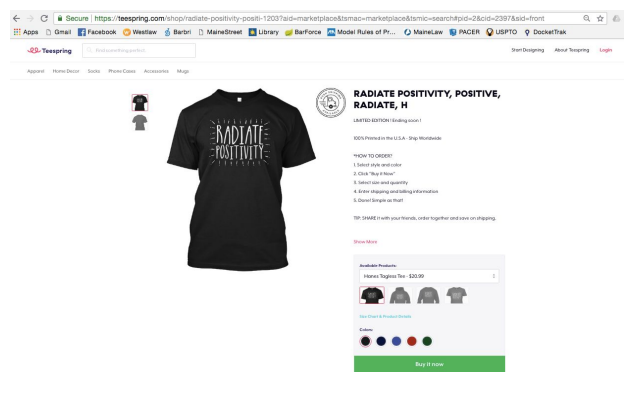 Secure | https://teespring.com/shop/radiate-positivity-positi-1203?aid=marketplace&tsmac=marketplace&tsmic=search#pid=2&cid=2397&sid=front
Apps Gmail Facebook Westlaw Barbri MaineStreet Library BarForce Model Rules of Pr... MaineLaw PACER USPTO DocketTrak
Teespring
Start Designing About Teespring Login
Apparel Home Decor Socks Phone Cases Accessories Mugs
RADIATE
POSITIVITY
RADIATE POSITIVITY, POSITIVE,
RADIATE, H
LIMITED EDITION ! Ending soon !
100% Printed in the U.S.A - Ship Worldwide
*HOW TO ORDER?
1. Select style and color
2. Click "Buy it Now"
3. Select size and quantity
4. Enter shipping and billing information
5. Done! Simple as that!
TIP: SHARE it with your friends, order together and save on shipping.
Show More
Available Products:
Hanes Tagless Tee - $20.99
Size Chart & Product Details
Colors:
Buy it now